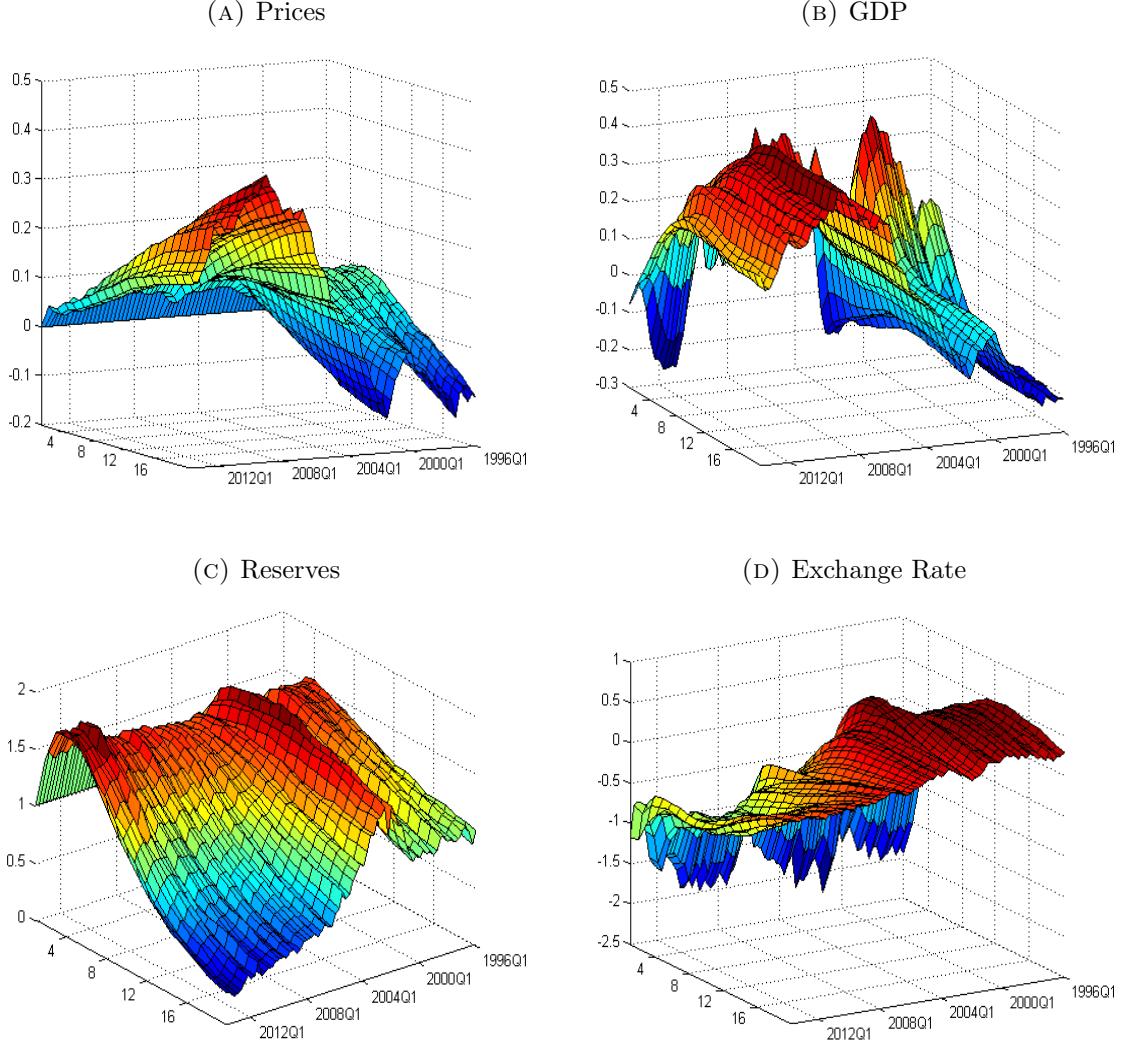 (A) Prices
(B) GDP
0.5
0.4
0.3
0.2
0.1
0
-0.1
-0.2
4
8
12
16
2012Q1
2008Q1
2004Q1
2000Q1
1996Q1
0.5
0.4
0.3
0.2
0.1
0
-0.1
-0.2
-0.3
4
8
12
16
2012Q1
2008Q1
2004Q1
2000Q1
1996Q1
(C) Reserves
(D) Exchange Rate
2
1.5
1
0.5
0
4
8
12
16
2012Q1
2008Q1
2004Q1
2000Q1
1996Q1
1
0.5
0
-0.5
-1
-1.5
-2
-2.5
4
8
12
16
2012Q1
2008Q1
2004Q1
2000Q1
1996Q1